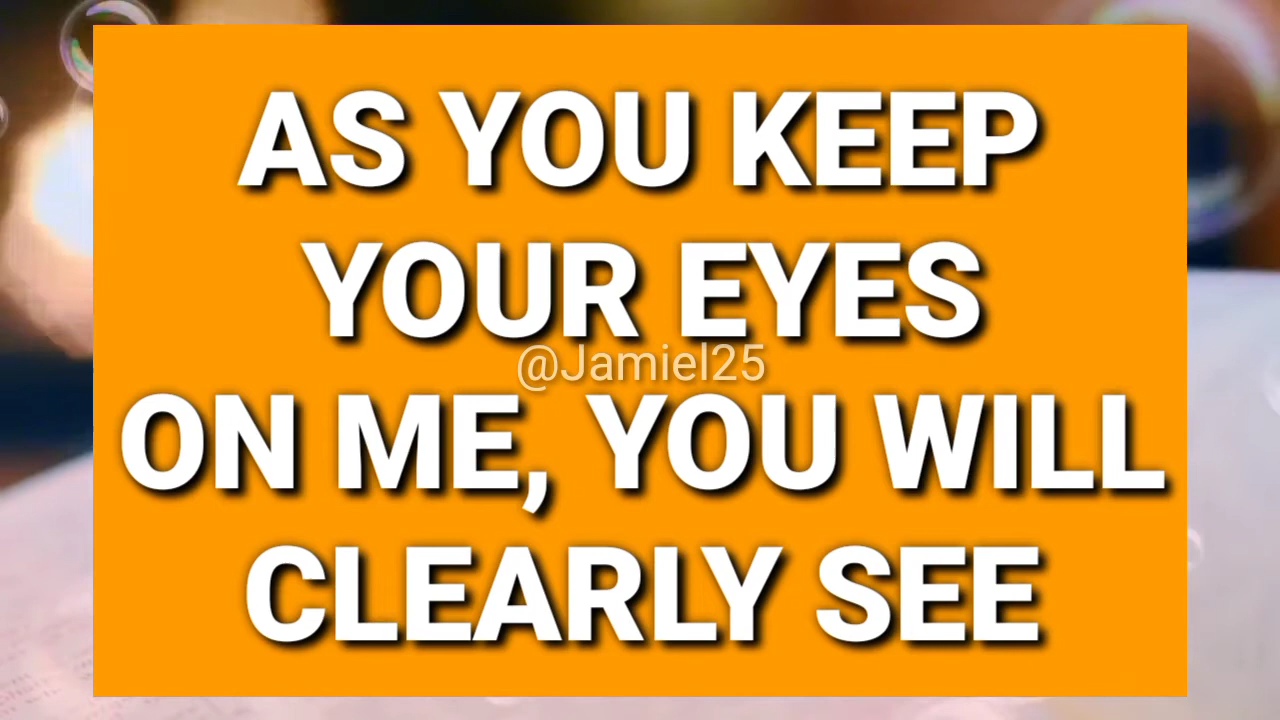 AS YOU KEEP
YOUR EYES
@Jamiel25
ON ME, YOU WILL
CLEARLY SEE